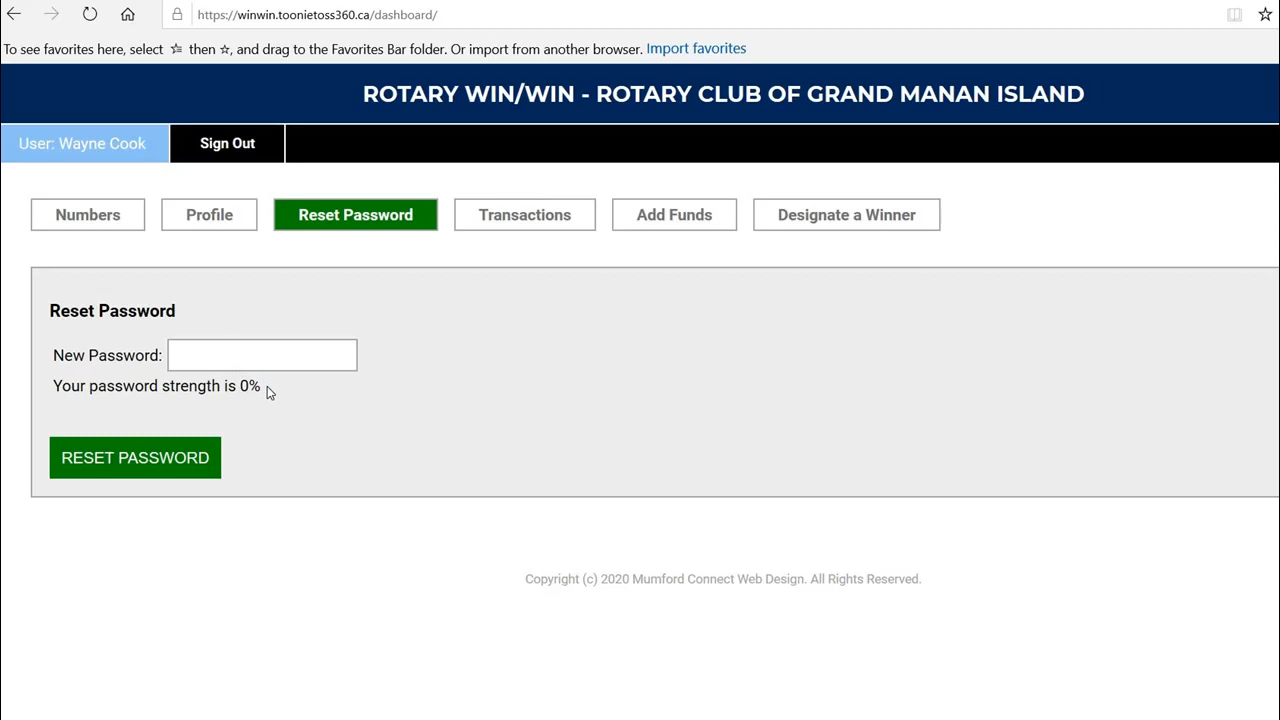 https://winwin.toonietoss360.ca/dashboard/
To see favorites here, select then , and drag to the Favorites Bar folder. Or import from another browser. Import favorites
ROTARY WIN/WIN - ROTARY CLUB OF GRAND MANAN ISLAND
User: Wayne Cook Sign Out
Numbers Profile Reset Password Transactions Add Funds Designate a Winner
Reset Password
New Password:
Your password strength is 0%
RESET PASSWORD
Copyright (c) 2020 Mumford Connect Web Design. All Rights Reserved.